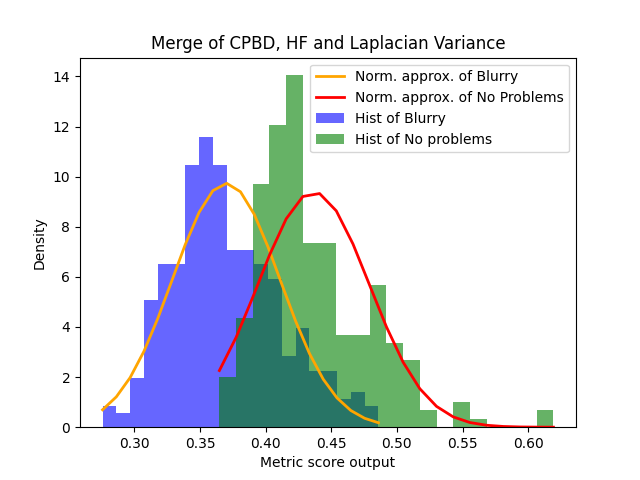 Merge of CPBD, HF and Laplacian Variance
Norm. approx. of Blurry
Norm. approx. of No Problems
Hist of Blurry
Hist of No problems
Density
14
12
10
8
6
4
2
0
0.30 0.35 0.40 0.45 0.50 0.55 0.60
Metric score output